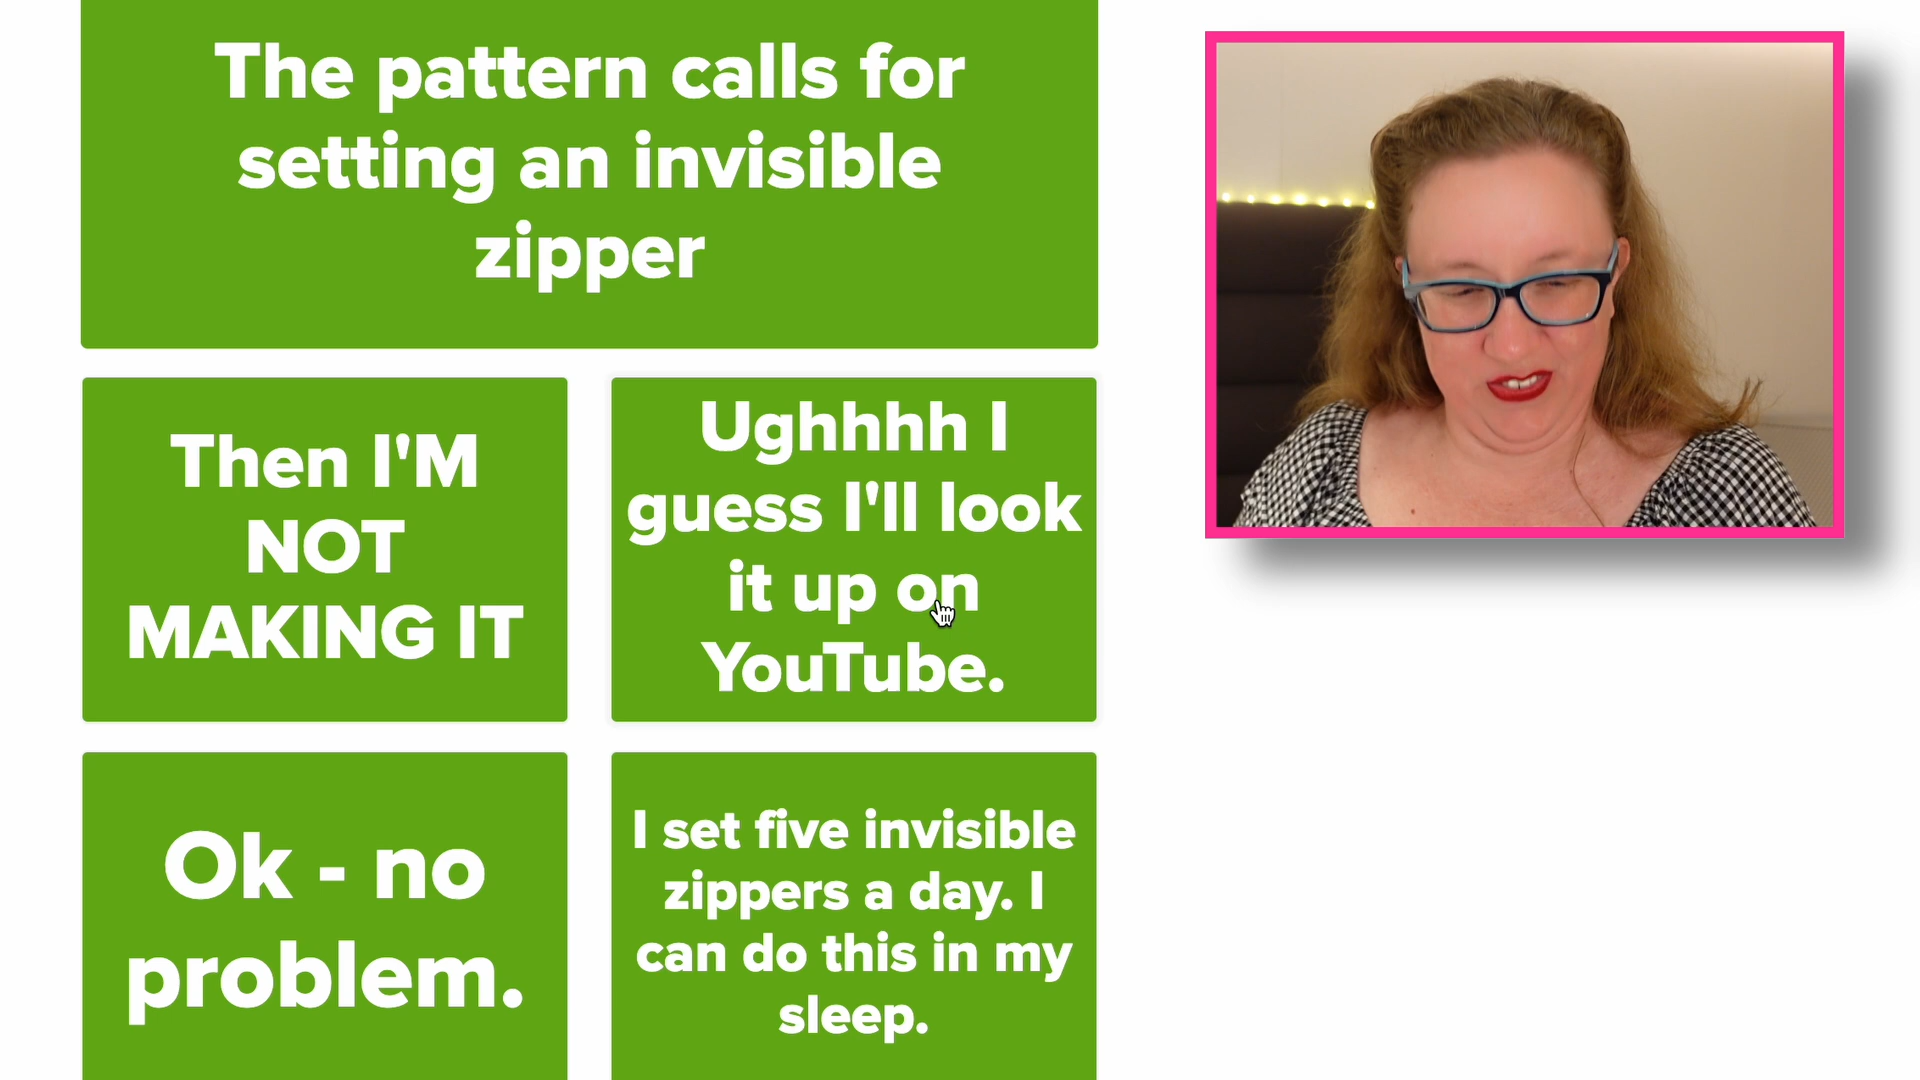 The pattern calls for
setting an invisible
zipper
Then I'M
NOT
MAKING IT
Ughhhh I
guess I'll look
it up on
YouTube.
Ok - no
problem.
I set five invisible
zippers a day. I
can do this in my
sleep.